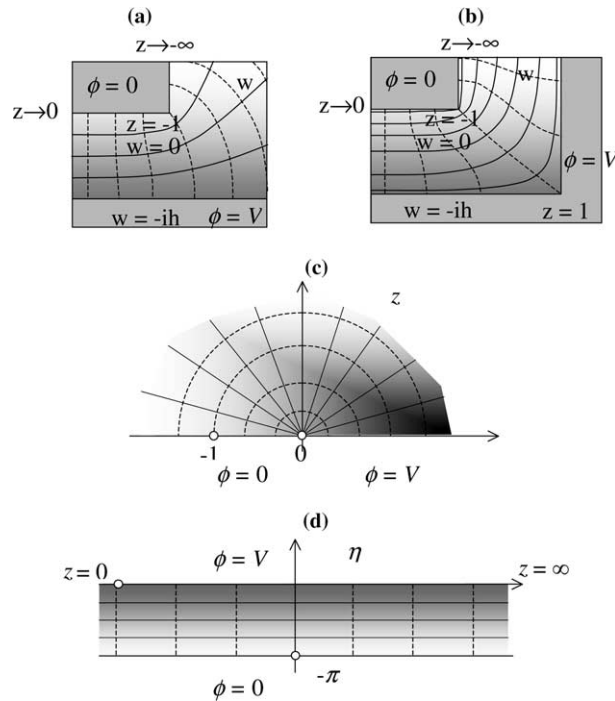 (a)
z→-∞
ϕ = 0
w
z→0
z = -1
w = 0
w = -ih
ϕ = V
(b)
z→-∞
ϕ = 0
w
z→0
z = -1
w = 0
ϕ = V
w = -ih
z = 1
(c)
z
-1
0
ϕ = 0
ϕ = V
(d)
ϕ = V
η
z = 0
z = ∞
-π
ϕ = 0